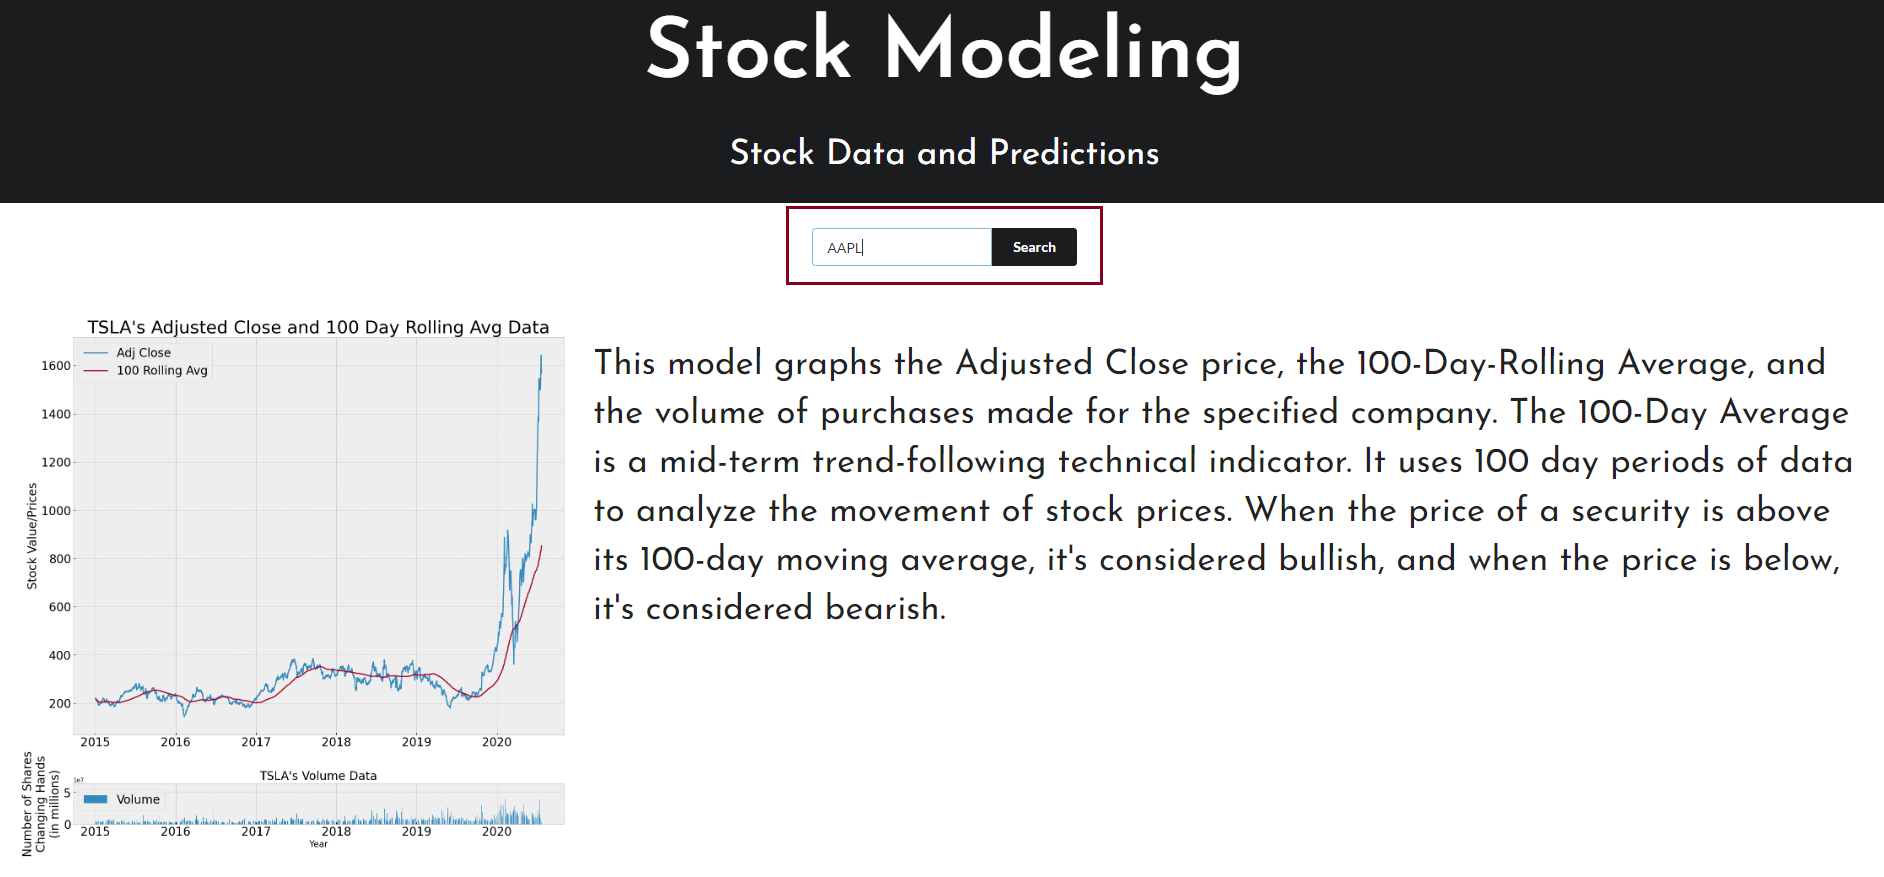 Stock Modeling
Stock Data and Predictions
AAPL
Search
TSLA's Adjusted Close and 100 Day Rolling Avg Data
Adj Close
100 Rolling Avg
1600
1400
1200
1000
800
600
400
200
Stock Value/Prices
2015 2016 2017 2018 2019 2020
This model graphs the Adjusted Close price, the 100-Day-Rolling Average, and
the volume of purchases made for the specified company. The 100-Day Average
is a mid-term trend-following technical indicator. It uses 100 day periods of data
to analyze the movement of stock prices. When the price of a security is above
its 100-day moving average, it's considered bullish, and when the price is below,
it's considered bearish.
TSLA's Volume Data
1e7
Volume
5
0
Number of Shares
Changing Hands
(in millions)
2015 2016 2017 2018 2019 2020
Year